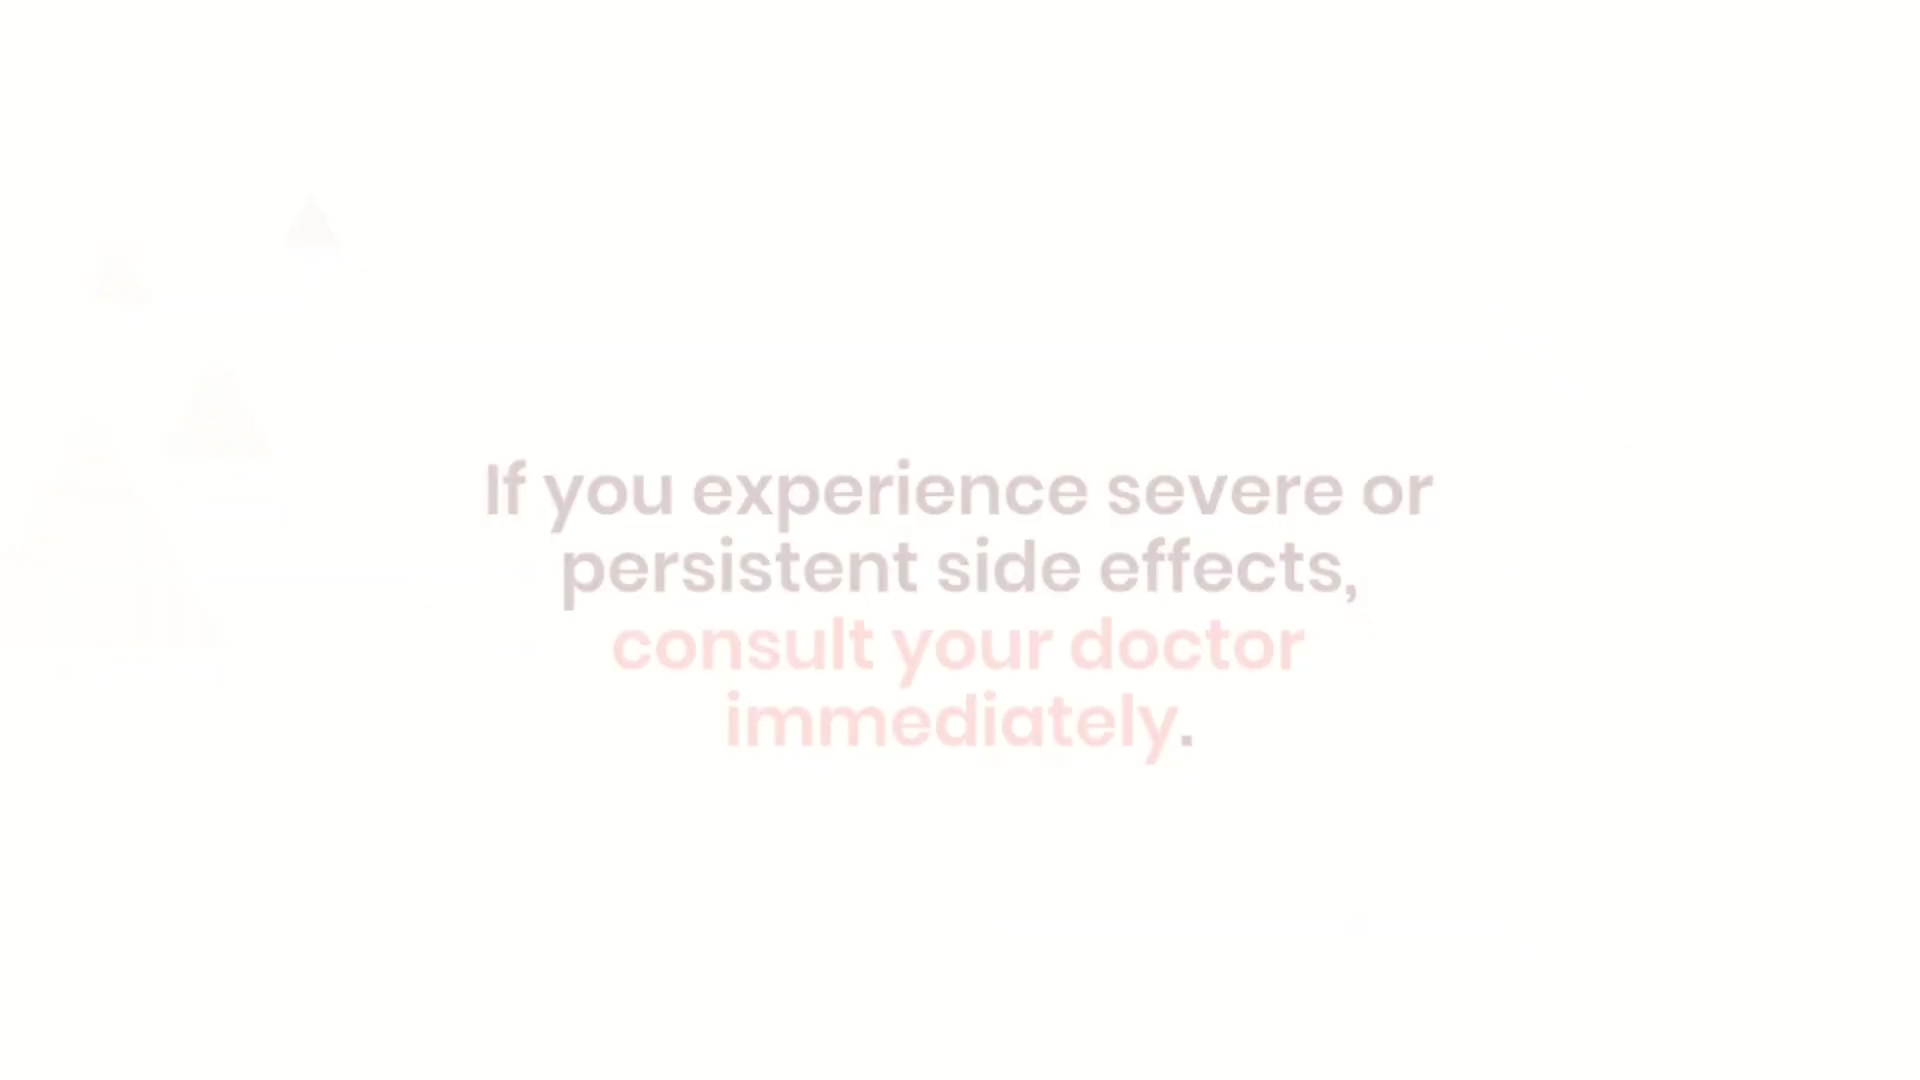 If you experience severe or
persistent side effects,
consult your doctor
immediately.